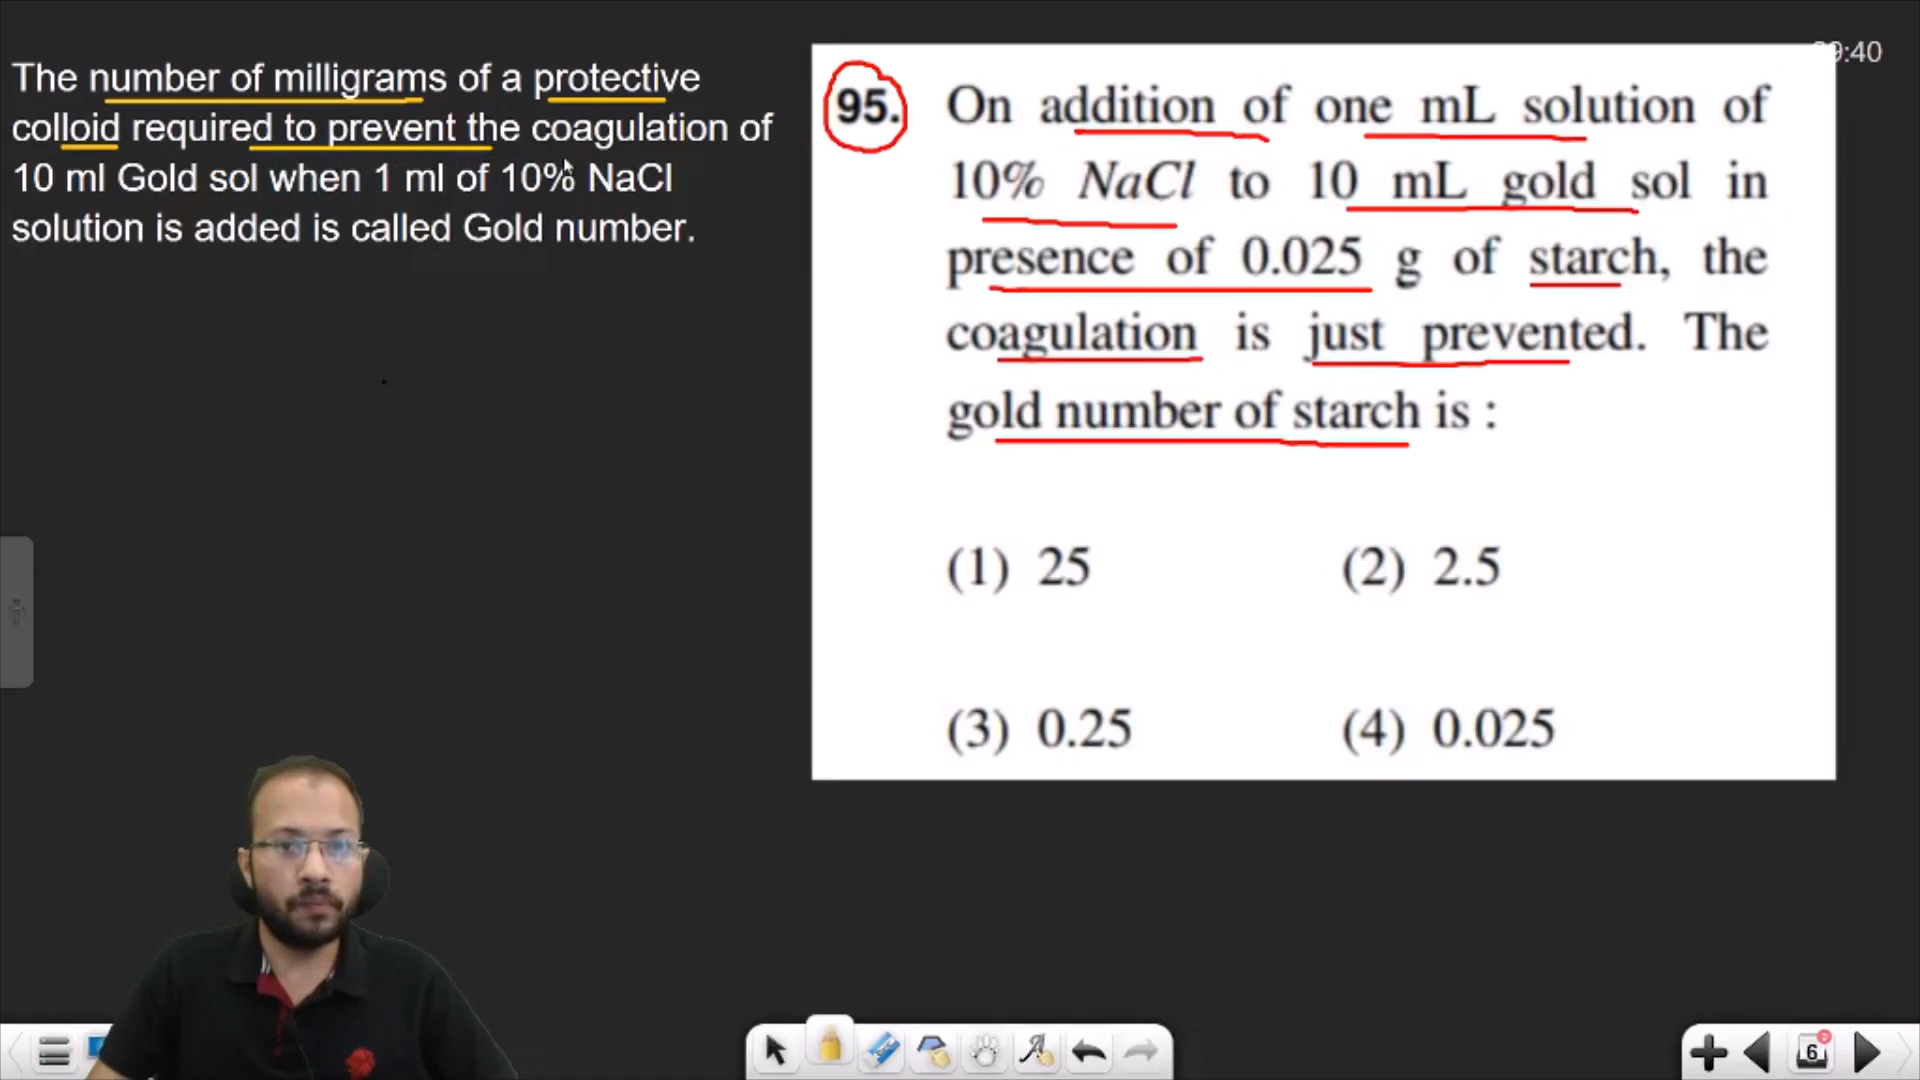 The number of milligrams of a protective
colloid required to prevent the coagulation of
10 ml Gold sol when 1 ml of 10% NaCl
solution is added is called Gold number.
9:40
95. On addition of one mL solution of
10% NaCl to 10 mL gold sol in
presence of 0.025 g of starch, the
coagulation is just prevented. The
gold number of starch is :
(1) 25 (2) 2.5
(3) 0.25 (4) 0.025
6